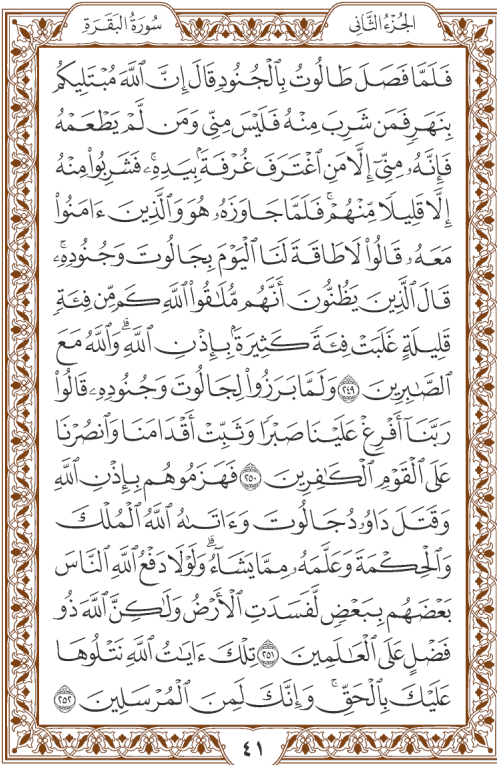 الجُزْءُ الثَّانِي
سُورَةُ البَقَرَةِ
فَلَمَّا فَصَلَ طَالُوتُ بِٱلْجُنُودِ قَالَ إِنَّ ٱللَّهَ مُبْتَلِيكُم
بِنَهَرٍ فَمَن شَرِبَ مِنْهُ فَلَيْسَ مِنِّي وَمَن لَّمْ يَطْعَمْهُ
فَإِنَّهُۥ مِنِّيٓ إِلَّا مَنِ ٱغْتَرَفَ غُرْفَةَۢ بِيَدِهِۦۚ فَشَرِبُوا۟ مِنْهُ
إِلَّا قَلِيلًا مِّنْهُمْۚ فَلَمَّا جَاوَزَهُۥ هُوَ وَٱلَّذِينَ ءَامَنُوا۟
مَعَهُۥ قَالُوا۟ لَا طَاقَةَ لَنَا ٱلْيَوْمَ بِجَالُوتَ وَجُنُودِهِۦۚ
قَالَ ٱلَّذِينَ يَظُنُّونَ أَنَّهُم مُّلَٰقُوا۟ ٱللَّهِ كَم مِّن فِئَةٍ
قَلِيلَةٍ غَلَبَتْ فِئَةً كَثِيرَةَۢ بِإِذْنِ ٱللَّهِۗ وَٱللَّهُ مَعَ
ٱلصَّٰبِرِينَ ٢٤٩ وَلَمَّا بَرَزُوا۟ لِجَالُوتَ وَجُنُودِهِۦ قَالُوا۟
رَبَّنَآ أَفْرِغْ عَلَيْنَا صَبْرًا وَثَبِّتْ أَقْدَامَنَا وَٱنصُرْنَا
عَلَى ٱلْقَوْمِ ٱلْكَٰفِرِينَ ٢٥٠ فَهَزَمُوهُم بِإِذْنِ ٱللَّهِ
وَقَتَلَ دَاوُۥدُ جَالُوتَ وَءَاتَىٰهُ ٱللَّهُ ٱلْمُلْكَ
وَٱلْحِكْمَةَ وَعَلَّمَهُۥ مِمَّا يَشَآءُۗ وَلَوْلَا دَفْعُ ٱللَّهِ ٱلنَّاسَ
بَعْضَهُم بِبَعْضٍ لَّفَسَدَتِ ٱلْأَرْضُ وَلَٰكِنَّ ٱللَّهَ ذُو
فَضْلٍ عَلَى ٱلْعَٰلَمِينَ ٢٥١ تِلْكَ ءَايَٰتُ ٱللَّهِ نَتْلُوهَا
عَلَيْكَ بِٱلْحَقِّۚ وَإِنَّكَ لَمِنَ ٱلْمُرْسَلِينَ ٢٥٢
٤١